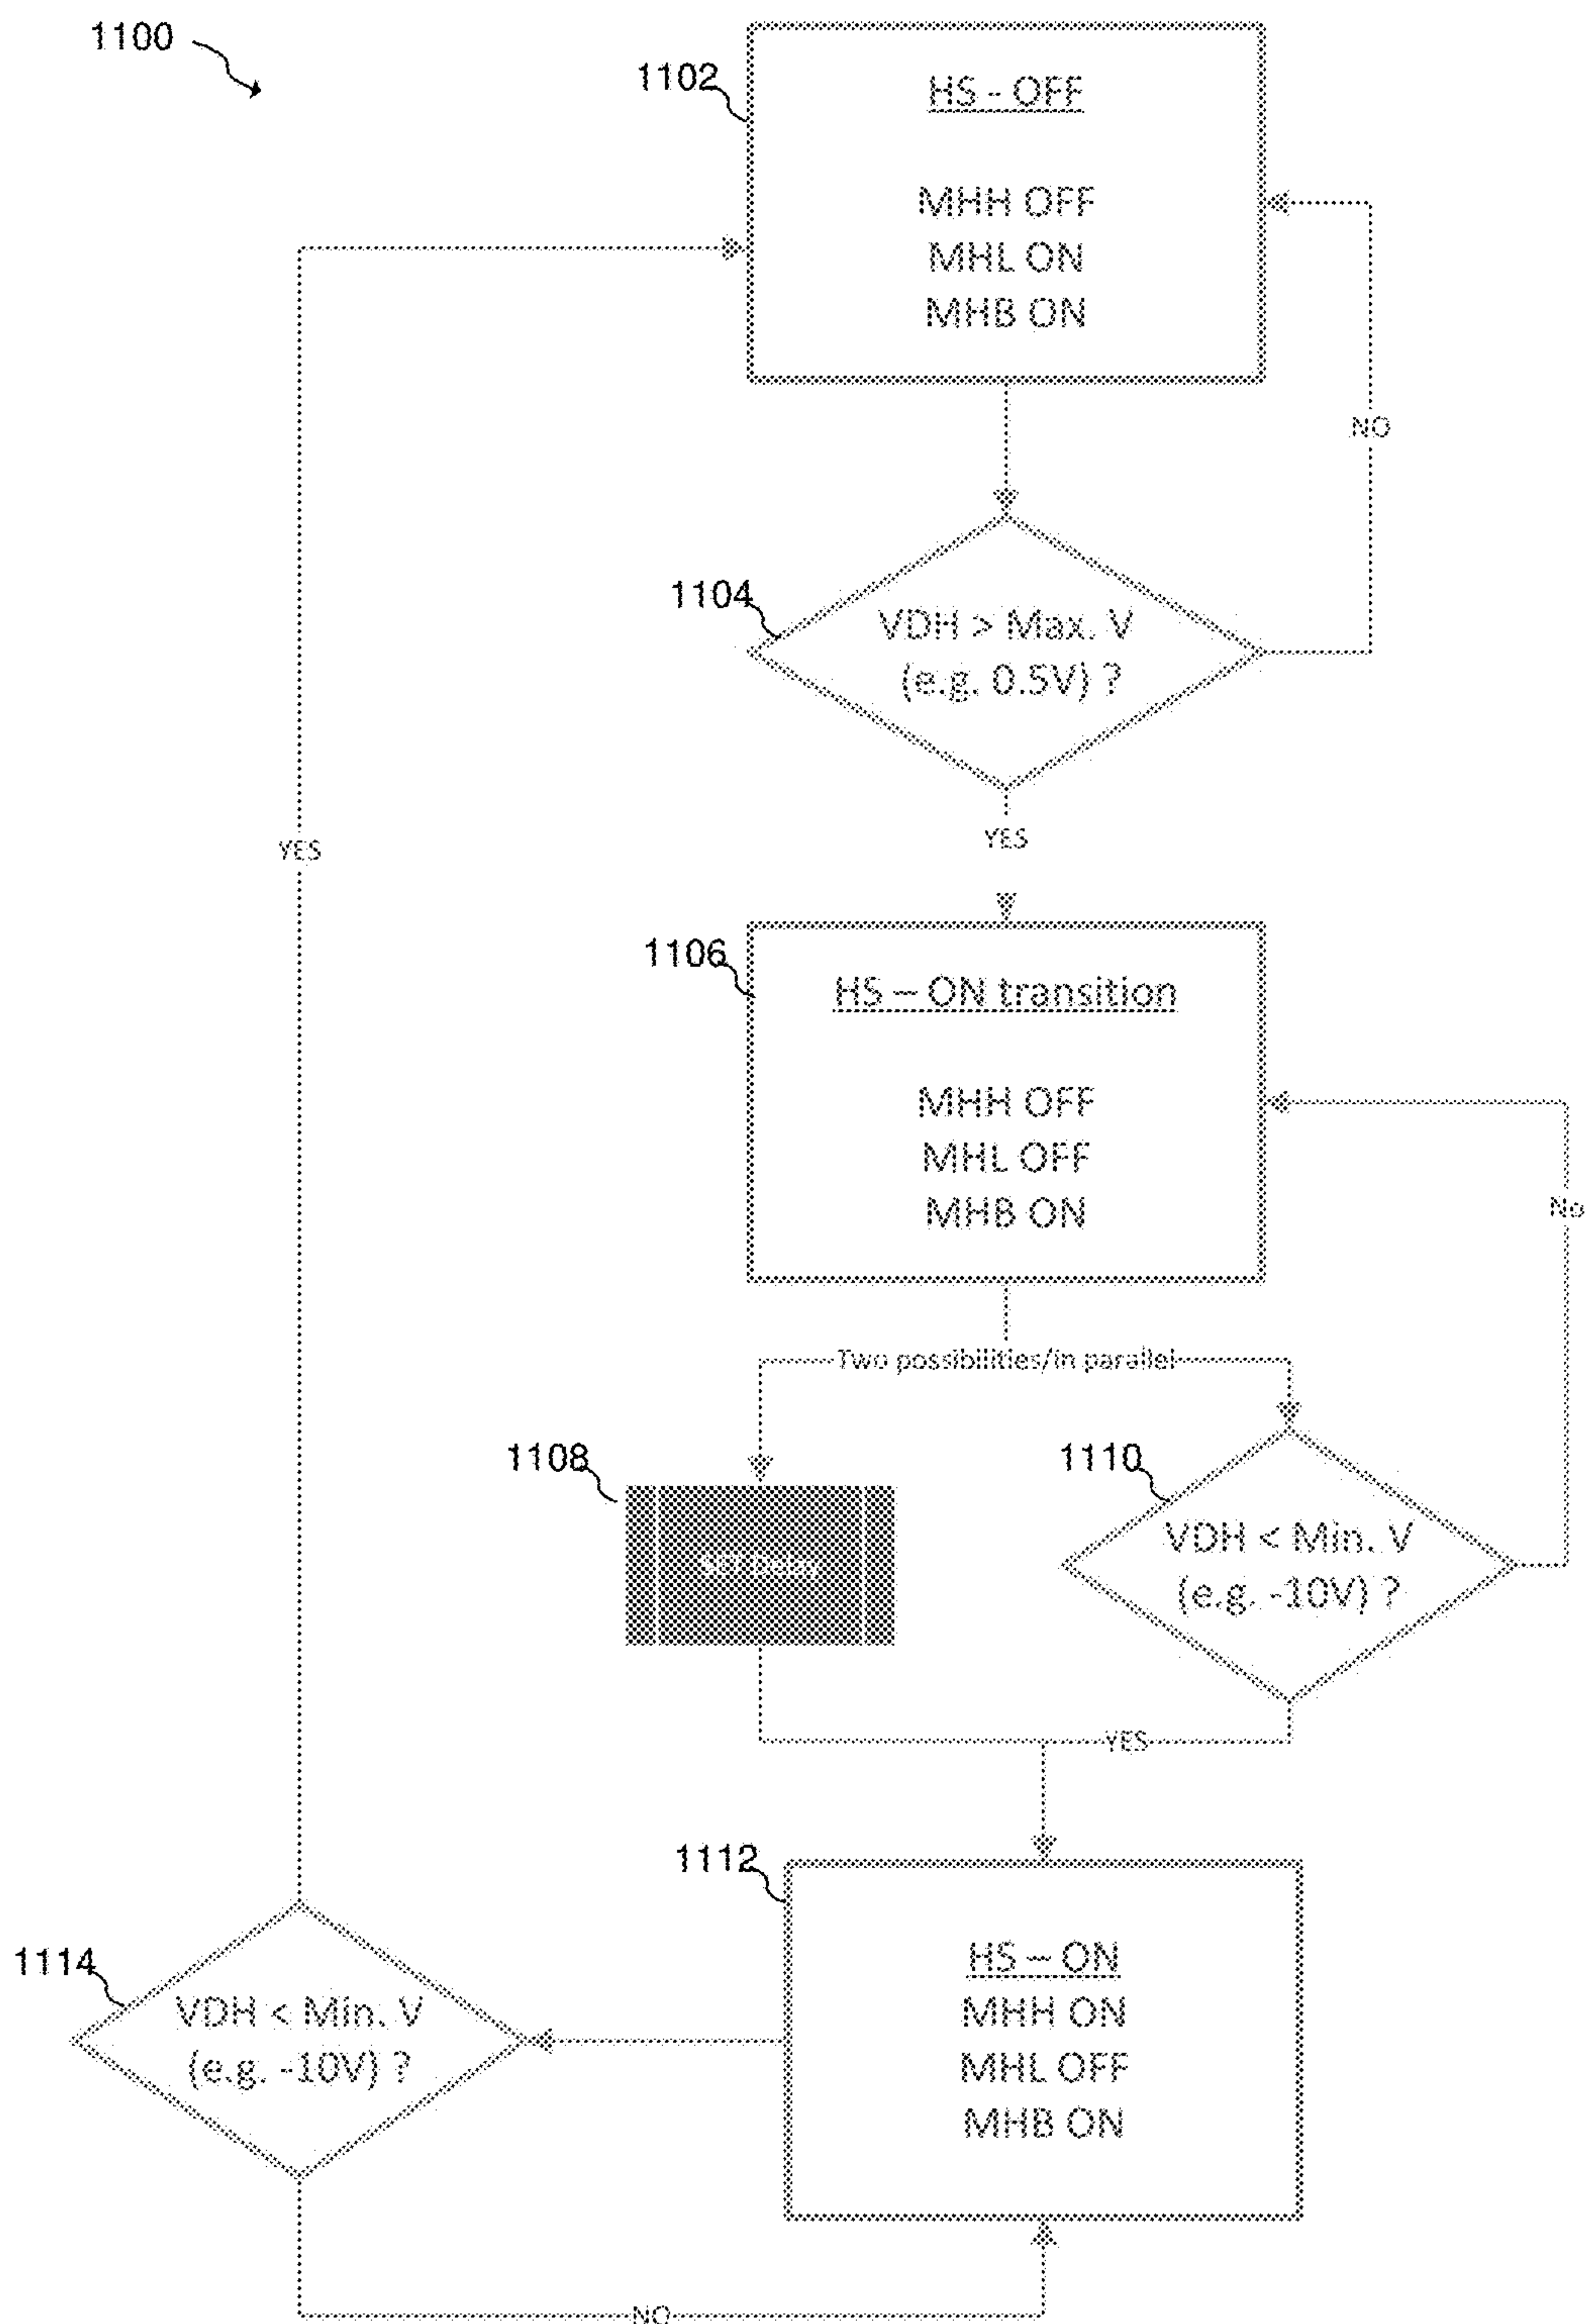 1100
1102
HS - OFF
MHH OFF
MHL ON
MHB ON
NO
1104
VDH > Max. V
(e.g. 0.5V) ?
YES
YES
1106
HS – ON transition
MHH OFF
MHL OFF
MHB ON
No
Two possibilities/in parallel
1108
SET Delay
1110
VDH < Min. V
(e.g. -10V) ?
YES
1112
HS – ON
MHH ON
MHL OFF
MHB ON
1114
VDH < Min. V
(e.g. -10V) ?
NO